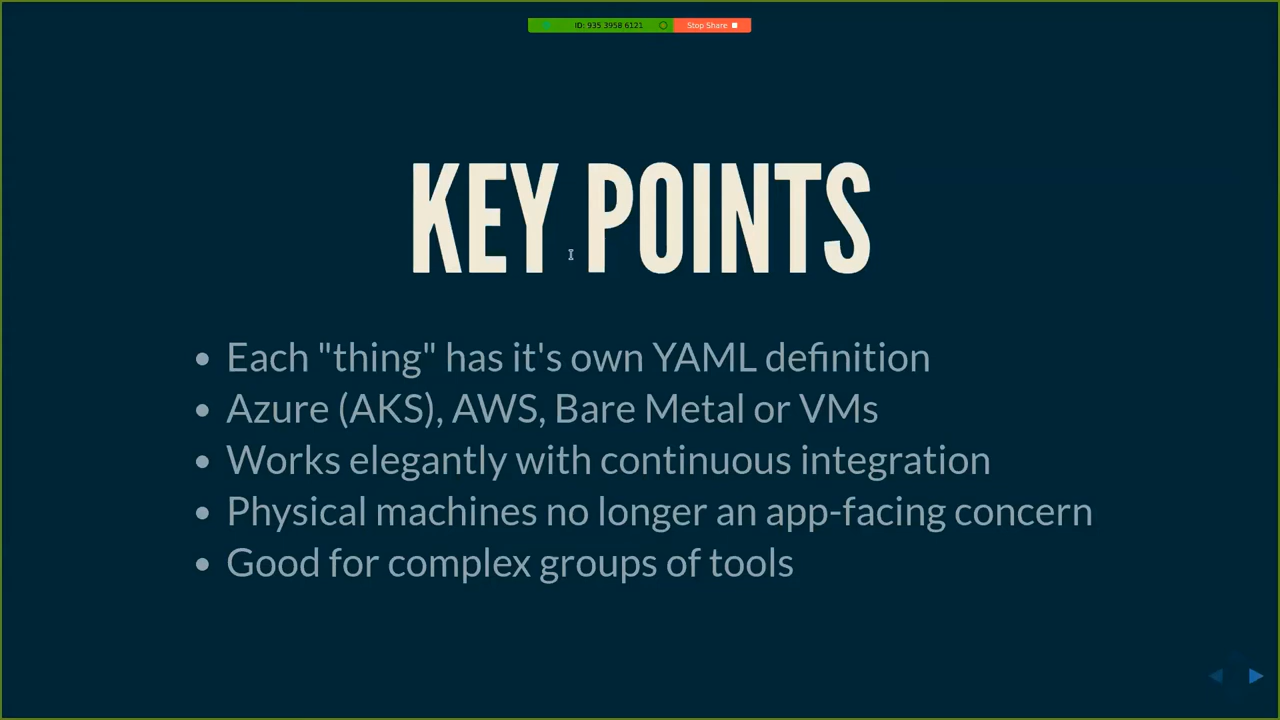 ID: 935 3958 6121
Stop Share
KEY POINTS
Each "thing" has it's own YAML definition
Azure (AKS), AWS, Bare Metal or VMs
Works elegantly with continuous integration
Physical machines no longer an app-facing concern
Good for complex groups of tools